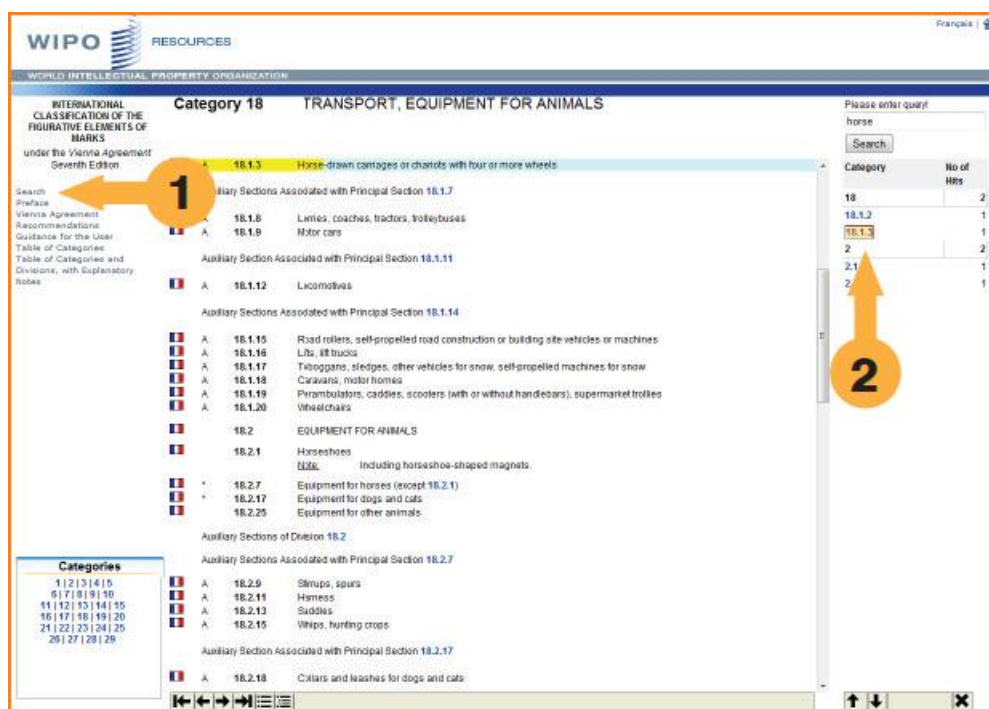 Français |
WIPO RESOURCES
WORLD INTELLECTUAL PROPERTY ORGANIZATION
INTERNATIONAL
CLASSIFICATION OF THE
FIGURATIVE ELEMENTS OF
MARKS
under the Vienna Agreement
Seventh Edition
Search
Preface
Vienna Agreement
Recommendations
Guidance for the User
Table of Categories
Table of Categories and
Divisions, with Explanatory
Notes
1
Categories
1 | 2 | 3 | 4 | 5
6 | 7 | 8 | 9 | 10
11 | 12 | 13 | 14 | 15
16 | 17 | 18 | 19 | 20
21 | 22 | 23 | 24 | 25
26 | 27 | 28 | 29
Category 18 TRANSPORT, EQUIPMENT FOR ANIMALS
A 18.1.3 Horse-drawn carriages or chariots with four or more wheels
Sections Associated with Principal Section 18.1.7
A 18.1.8 Lorries, coaches, tractors, trolleybuses
A 18.1.9 Motor cars
Auxiliary Section Associated with Principal Section 18.1.11
A 18.1.12 Locomotives
Auxiliary Sections Associated with Principal Section 18.1.14
A 18.1.15 Road rollers, self-propelled road construction or building site vehicles or machines
A 18.1.16 Lifts, lift trucks
A 18.1.17 Toboggans, sledges, other vehicles for snow, self-propelled machines for snow
A 18.1.18 Caravans, motor homes
A 18.1.19 Perambulators, caddies, scooters (with or without handlebars), supermarket trollies
A 18.1.20 Wheelchairs
18.2 EQUIPMENT FOR ANIMALS
18.2.1 Horseshoes
Note: Including horseshoe-shaped magnets.
* 18.2.7 Equipment for horses (except 18.2.1)
* 18.2.17 Equipment for dogs and cats
18.2.25 Equipment for other animals
Auxiliary Sections of Division 18.2
Auxiliary Sections Associated with Principal Section 18.2.7
A 18.2.9 Stirrups, spurs
A 18.2.11 Harness
A 18.2.13 Saddles
A 18.2.15 Whips, hunting crops
Auxiliary Section Associated with Principal Section 18.2.17
A 18.2.18 Collars and leashes for dogs and cats
Please enter query!
horse
Search
Category No of
Hits
18 2
18.1.2 1
18.1.3 1
2 2
2.1 1
2. 1
2